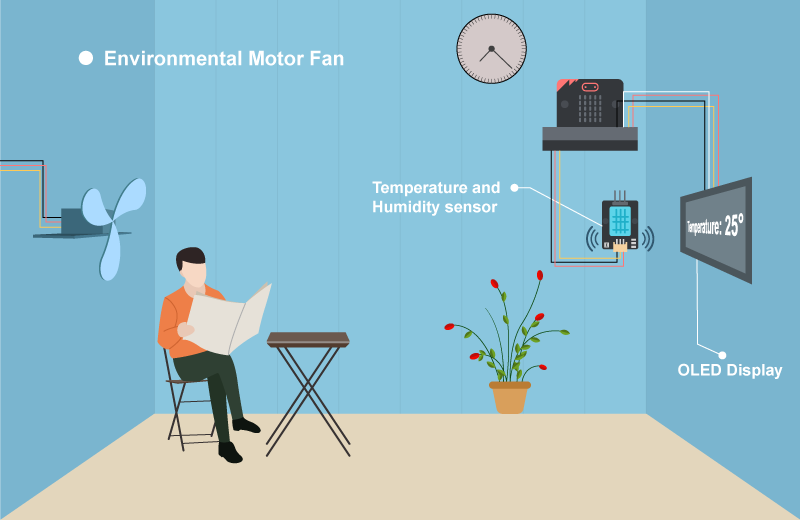 Environmental Motor Fan
Temperature and
Humidity sensor
Temperature: 25°
OLED Display